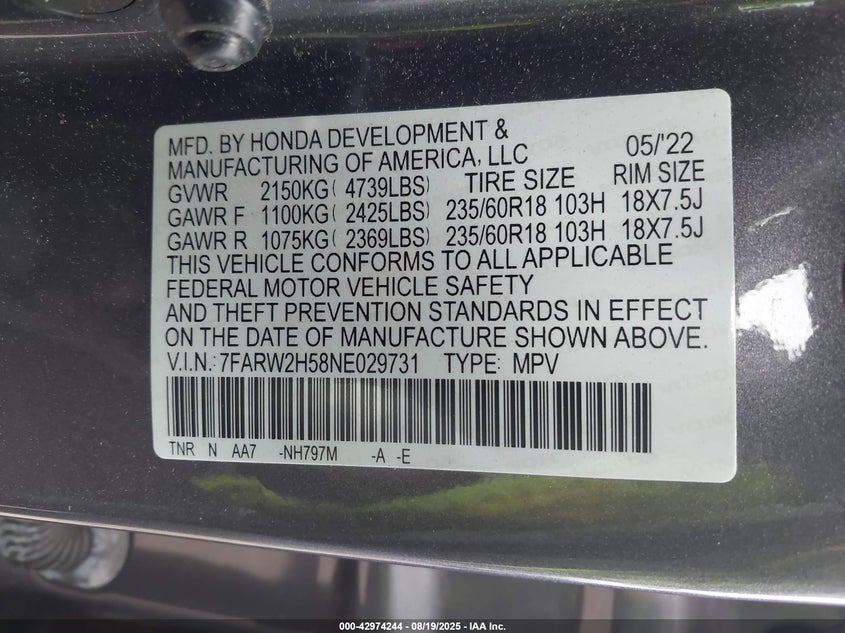 MFD. BY HONDA DEVELOPMENT & 
MANUFACTURING OF AMERICA, LLC 05/'22
GVWR 2150KG( 4739LBS) TIRE SIZE RIM SIZE
GAWR F 1100KG( 2425LBS) 235/60R18 103H 18X7.5J
GAWR R 1075KG( 2369LBS) 235/60R18 103H 18X7.5J
THIS VEHICLE CONFORMS TO ALL APPLICABLE
FEDERAL MOTOR VEHICLE SAFETY
AND THEFT PREVENTION STANDARDS IN EFFECT
ON THE DATE OF MANUFACTURE SHOWN ABOVE.
V.I.N.: 7FARW2H58NE029731 TYPE: MPV
TNR N AA7 -NH797M -A -E
000-42974244 - 08/19/2025 - IAA Inc.